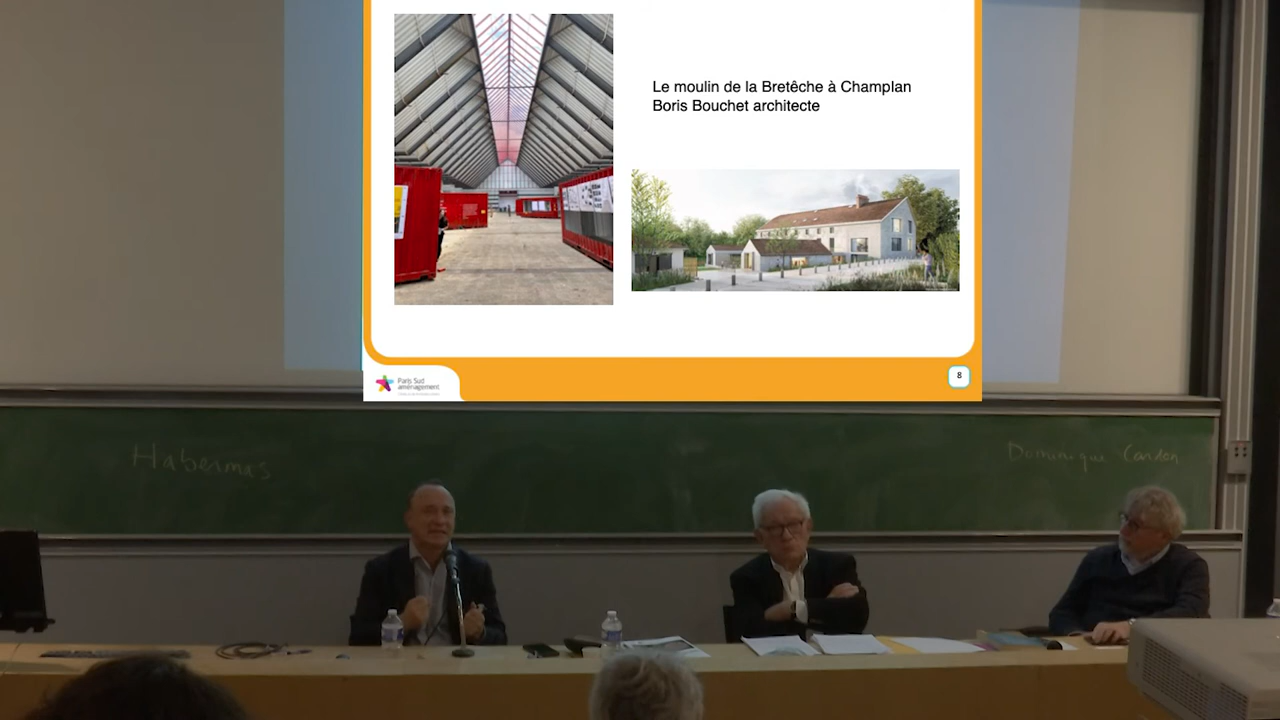 Le moulin de la Bretêche à Champlan
Boris Bouchet architecte
Paris Sud
aménagement
8
Habermas
Dominique Cardon